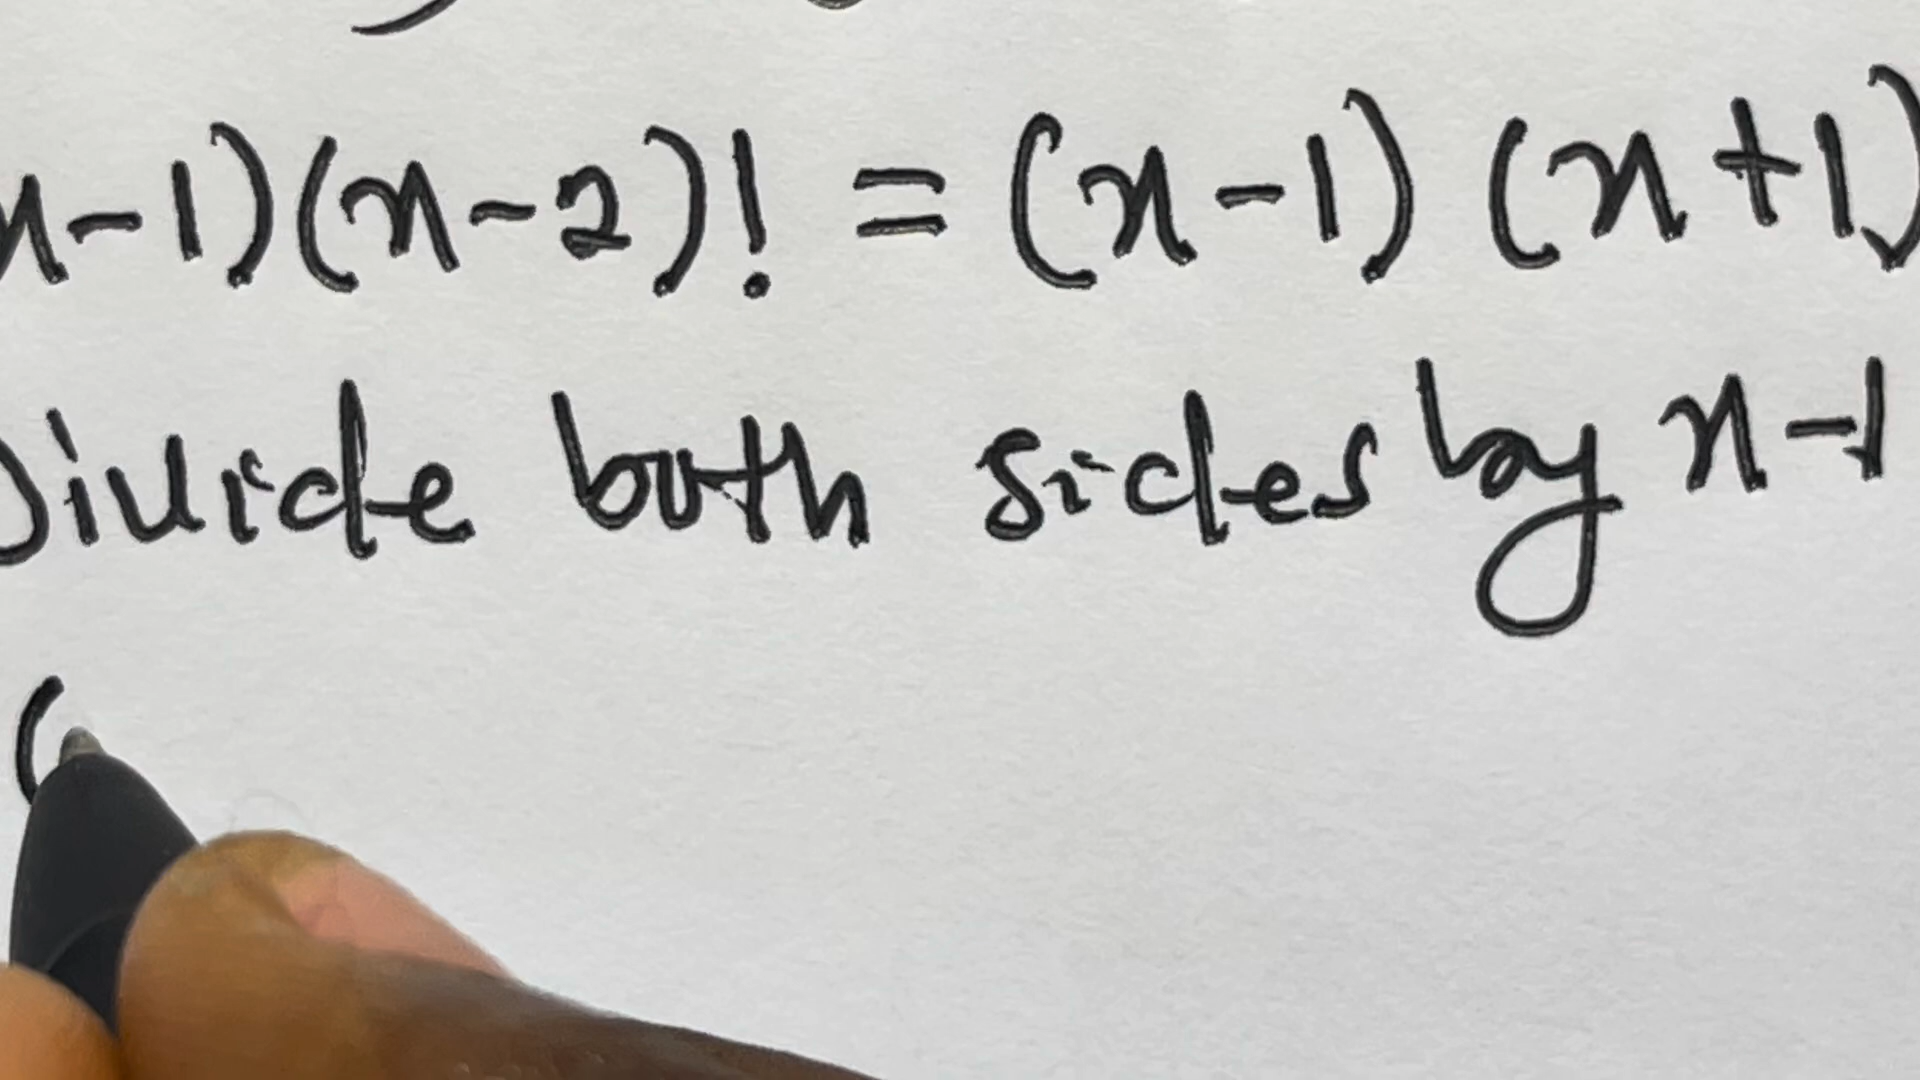 x-1)(x-2)! = (x-1) (x+1)
Divide both sides by x-1
(